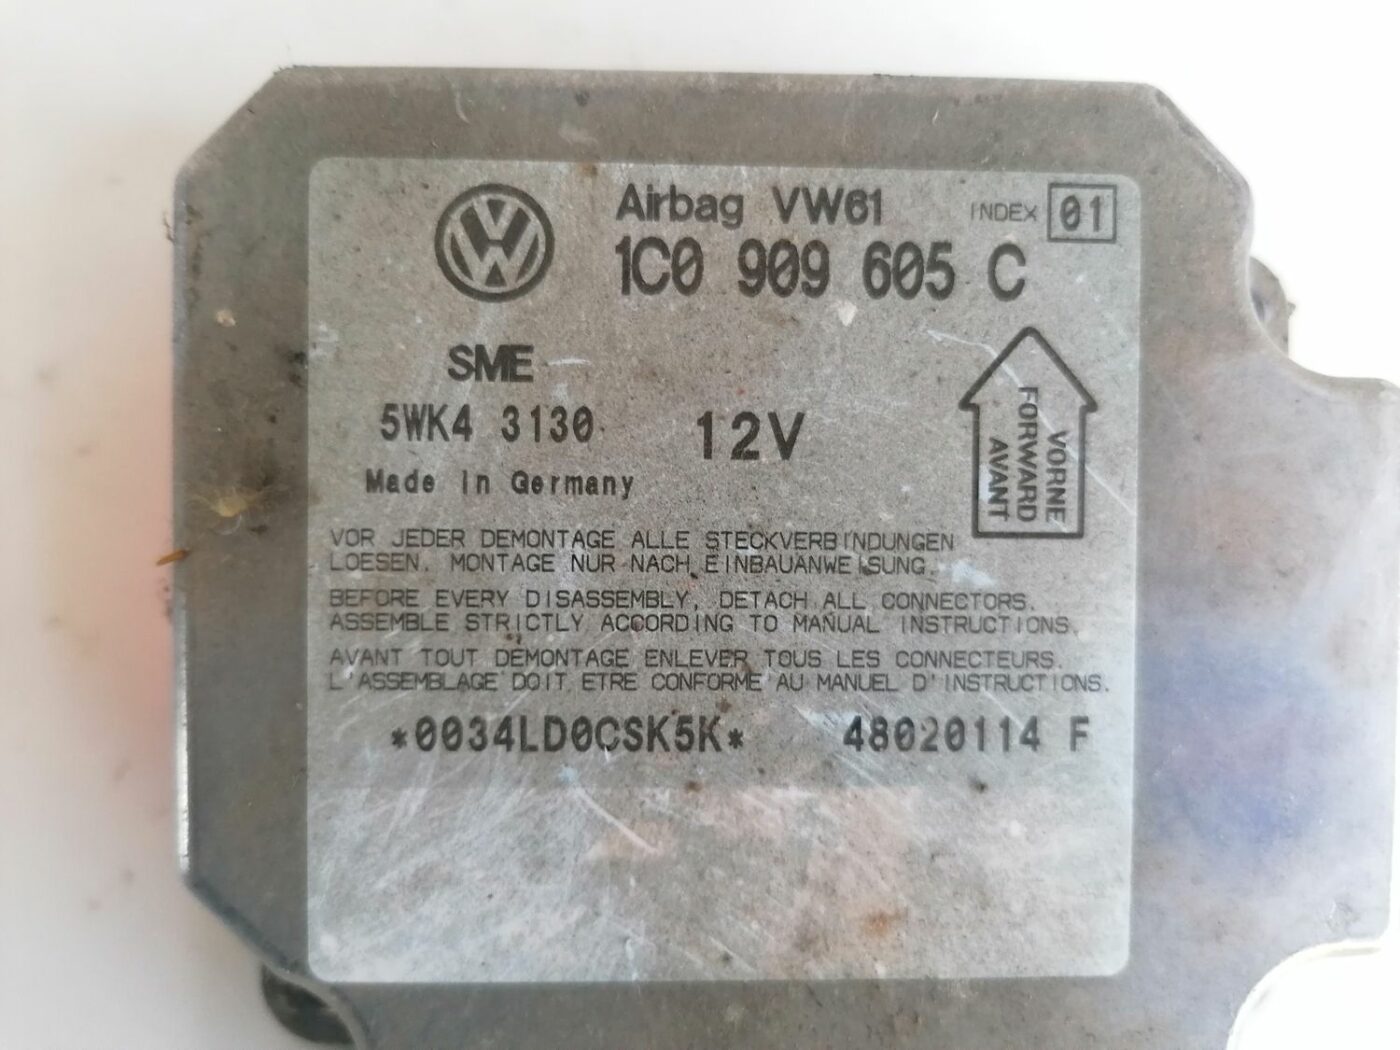 Airbag VW61 INDEX 01
1C0 909 605 C
SME
5WK4 3130 12V
Made in Germany
VORNE
FORWARD
AVANT
VOR JEDER DEMONTAGE ALLE STECKVERBINDUNGEN
LOESEN. MONTAGE NUR NACH EINBAUANWEISUNG.
BEFORE EVERY DISASSEMBLY, DETACH ALL CONNECTORS.
ASSEMBLE STRICTLY ACCORDING TO MANUAL INSTRUCTIONS.
AVANT TOUT DEMONTAGE ENLEVER TOUS LES CONNECTEURS.
L'ASSEMBLAGE DOIT ETRE CONFORME AU MANUEL D'INSTRUCTIONS.
*0034LD0CSK5K* 48020114 F